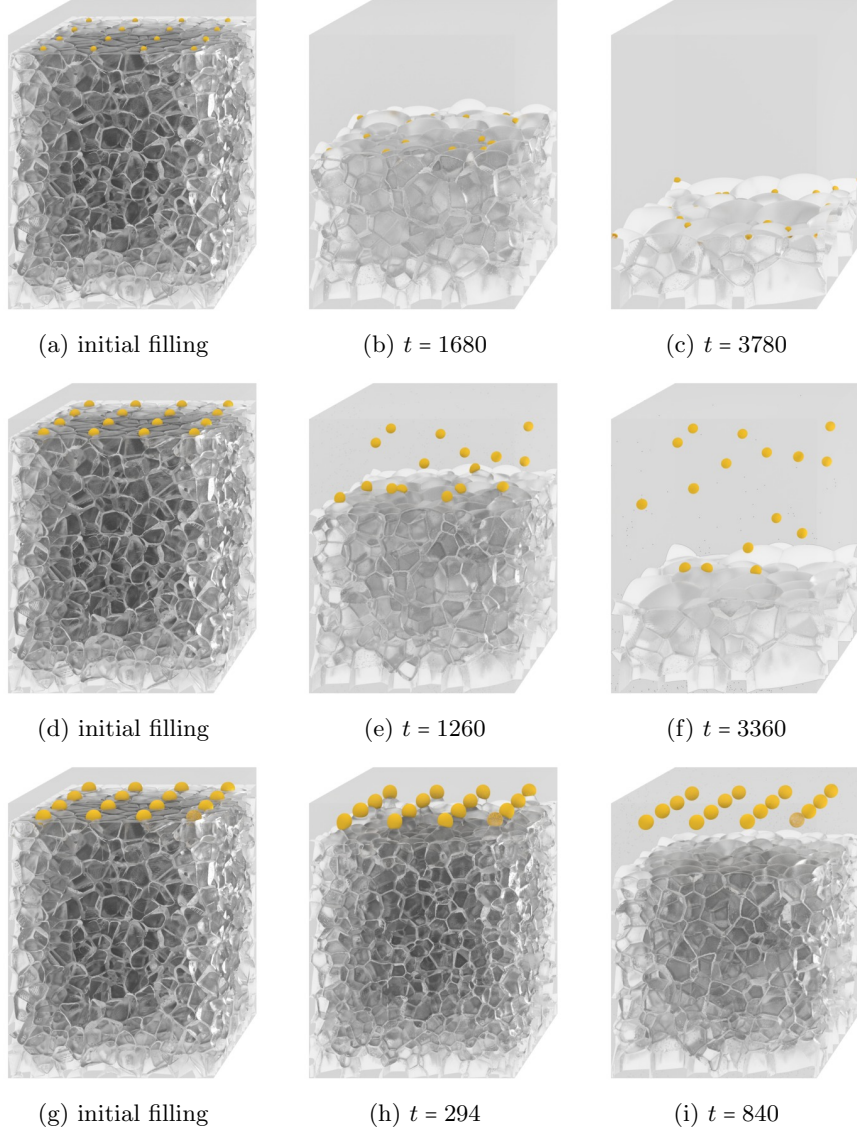 (a) initial filling (b) t = 1680 (c) t = 3780
(d) initial filling (e) t = 1260 (f) t = 3360
(g) initial filling (h) t = 294 (i) t = 840